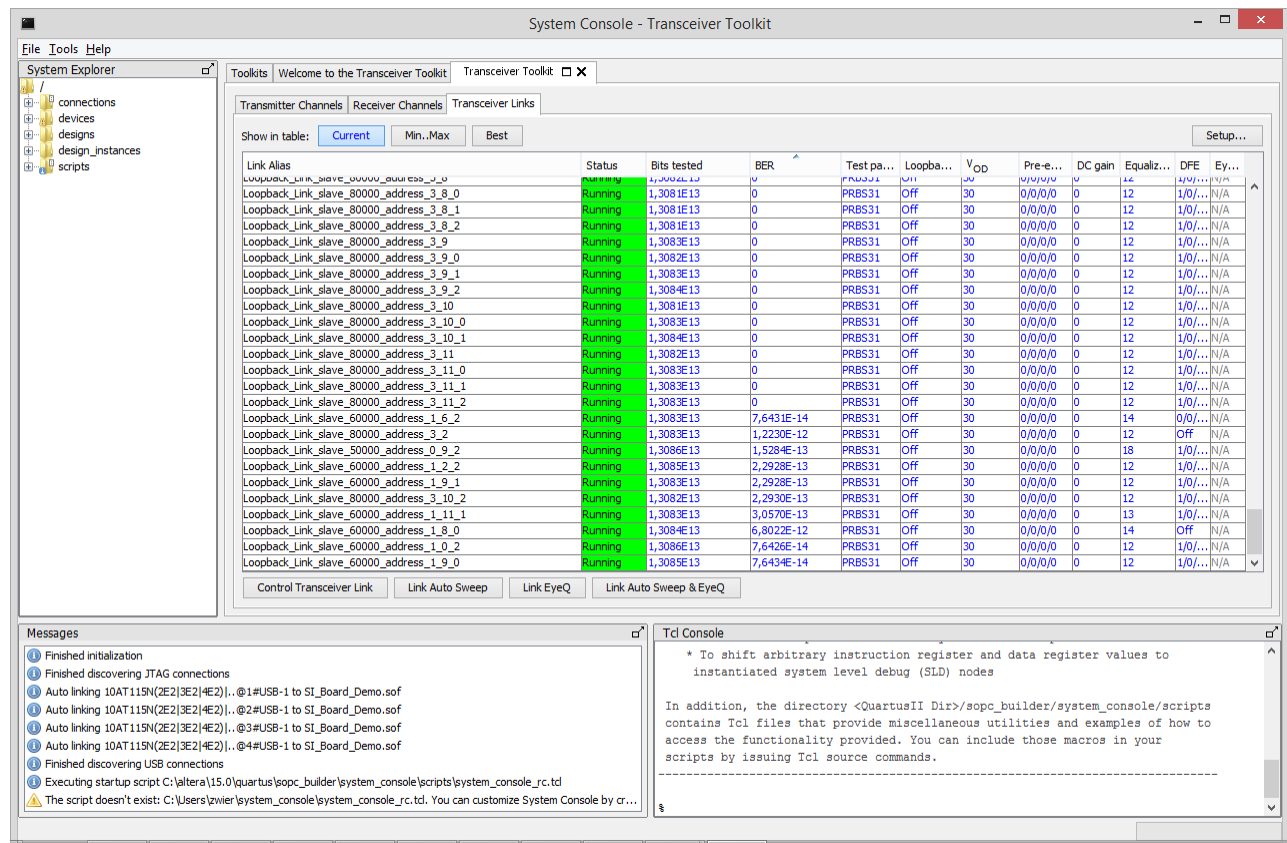 System Console - Transceiver Toolkit
File Tools Help
System Explorer
/
connections
devices
designs
design_instances
scripts
Toolkits Welcome to the Transceiver Toolkit Transceiver Toolkit
Transmitter Channels Receiver Channels Transceiver Links
Show in table: Current Min..Max Best Setup...
Link Alias Status Bits tested BER Test pa... Loopba... VOD Pre-e... DC gain Equaliz... DFE Ey...
Loopback_Link_slave_80000_address_3_8 Running 1,3082E13 0 PRBS31 Off 30 0/0/0/0 0 12 1/0/... N/A
Loopback_Link_slave_80000_address_3_8_0 Running 1,3081E13 0 PRBS31 Off 30 0/0/0/0 0 12 1/0/... N/A
Loopback_Link_slave_80000_address_3_8_1 Running 1,3081E13 0 PRBS31 Off 30 0/0/0/0 0 12 1/0/... N/A
Loopback_Link_slave_80000_address_3_8_2 Running 1,3081E13 0 PRBS31 Off 30 0/0/0/0 0 12 1/0/... N/A
Loopback_Link_slave_80000_address_3_9 Running 1,3083E13 0 PRBS31 Off 30 0/0/0/0 0 12 1/0/... N/A
Loopback_Link_slave_80000_address_3_9_0 Running 1,3082E13 0 PRBS31 Off 30 0/0/0/0 0 12 1/0/... N/A
Loopback_Link_slave_80000_address_3_9_1 Running 1,3083E13 0 PRBS31 Off 30 0/0/0/0 0 12 1/0/... N/A
Loopback_Link_slave_80000_address_3_9_2 Running 1,3084E13 0 PRBS31 Off 30 0/0/0/0 0 12 1/0/... N/A
Loopback_Link_slave_80000_address_3_10 Running 1,3081E13 0 PRBS31 Off 30 0/0/0/0 0 12 1/0/... N/A
Loopback_Link_slave_80000_address_3_10_0 Running 1,3083E13 0 PRBS31 Off 30 0/0/0/0 0 12 1/0/... N/A
Loopback_Link_slave_80000_address_3_10_1 Running 1,3084E13 0 PRBS31 Off 30 0/0/0/0 0 12 1/0/... N/A
Loopback_Link_slave_80000_address_3_11 Running 1,3082E13 0 PRBS31 Off 30 0/0/0/0 0 12 1/0/... N/A
Loopback_Link_slave_80000_address_3_11_0 Running 1,3083E13 0 PRBS31 Off 30 0/0/0/0 0 12 1/0/... N/A
Loopback_Link_slave_80000_address_3_11_1 Running 1,3083E13 0 PRBS31 Off 30 0/0/0/0 0 12 1/0/... N/A
Loopback_Link_slave_80000_address_3_11_2 Running 1,3083E13 0 PRBS31 Off 30 0/0/0/0 0 12 1/0/... N/A
Loopback_Link_slave_60000_address_1_6_2 Running 1,3083E13 7,6431E-14 PRBS31 Off 30 0/0/0/0 0 14 0/0/... N/A
Loopback_Link_slave_80000_address_3_2 Running 1,3083E13 1,2230E-12 PRBS31 Off 30 0/0/0/0 0 12 Off N/A
Loopback_Link_slave_50000_address_0_9_2 Running 1,3086E13 1,5284E-13 PRBS31 Off 30 0/0/0/0 0 18 1/0/... N/A
Loopback_Link_slave_60000_address_1_2_2 Running 1,3085E13 2,2928E-13 PRBS31 Off 30 0/0/0/0 0 12 1/0/... N/A
Loopback_Link_slave_60000_address_1_9_1 Running 1,3083E13 2,2928E-13 PRBS31 Off 30 0/0/0/0 0 12 1/0/... N/A
Loopback_Link_slave_80000_address_3_10_2 Running 1,3082E13 2,2930E-13 PRBS31 Off 30 0/0/0/0 0 12 1/0/... N/A
Loopback_Link_slave_60000_address_1_11_1 Running 1,3083E13 3,0570E-13 PRBS31 Off 30 0/0/0/0 0 13 1/0/... N/A
Loopback_Link_slave_60000_address_1_8_0 Running 1,3084E13 6,8022E-12 PRBS31 Off 30 0/0/0/0 0 14 Off N/A
Loopback_Link_slave_60000_address_1_0_2 Running 1,3086E13 7,6426E-14 PRBS31 Off 30 0/0/0/0 0 12 1/0/... N/A
Loopback_Link_slave_60000_address_1_9_0 Running 1,3085E13 7,6434E-14 PRBS31 Off 30 0/0/0/0 0 12 1/0/... N/A
Control Transceiver Link Link Auto Sweep Link EyeQ Link Auto Sweep & EyeQ
Messages
Finished initialization
Finished discovering JTAG connections
Auto linking 10AT115N(2E2|3E2|4E2)|..@1#USB-1 to SI_Board_Demo.sof
Auto linking 10AT115N(2E2|3E2|4E2)|..@2#USB-1 to SI_Board_Demo.sof
Auto linking 10AT115N(2E2|3E2|4E2)|..@3#USB-1 to SI_Board_Demo.sof
Auto linking 10AT115N(2E2|3E2|4E2)|..@4#USB-1 to SI_Board_Demo.sof
Finished discovering USB connections
Executing startup script C:\altera\15.0\quartus\sopc_builder\system_console\scripts\system_console_rc.tcl
The script doesn't exist: C:\Users\zwier\system_console\system_console_rc.tcl. You can customize System Console by cr...
Tcl Console
* To shift arbitrary instruction register and data register values to
instantiated system level debug (SLD) nodes
In addition, the directory <QuartusII Dir>/sopc_builder/system_console/scripts
contains Tcl files that provide miscellaneous utilities and examples of how to
access the functionality provided. You can include those macros in your
scripts by issuing Tcl source commands.
--------------------------------------------------------------------------------
%